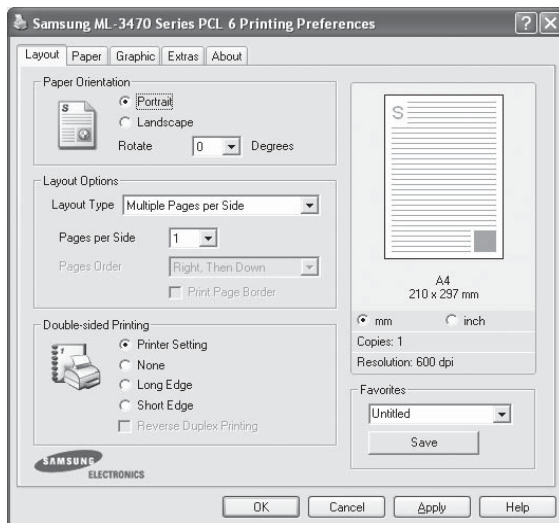 Samsung ML-3470 Series PCL 6 Printing Preferences
Layout Paper Graphic Extras About
Paper Orientation
S
Portrait
Landscape
Rotate 0 Degrees
Layout Options
Layout Type Multiple Pages per Side
Pages per Side 1
Pages Order Right, Then Down
Print Page Border
Double-sided Printing
Printer Setting
None
Long Edge
Short Edge
Reverse Duplex Printing
SAMSUNG
ELECTRONICS
S
A4
210 x 297 mm
mm inch
Copies: 1
Resolution: 600 dpi
Favorites
Untitled
Save
OK Cancel Apply Help